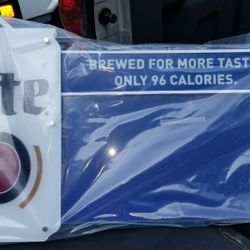 BREWED FOR MORE TAST
ONLY 96 CALORIES.
te